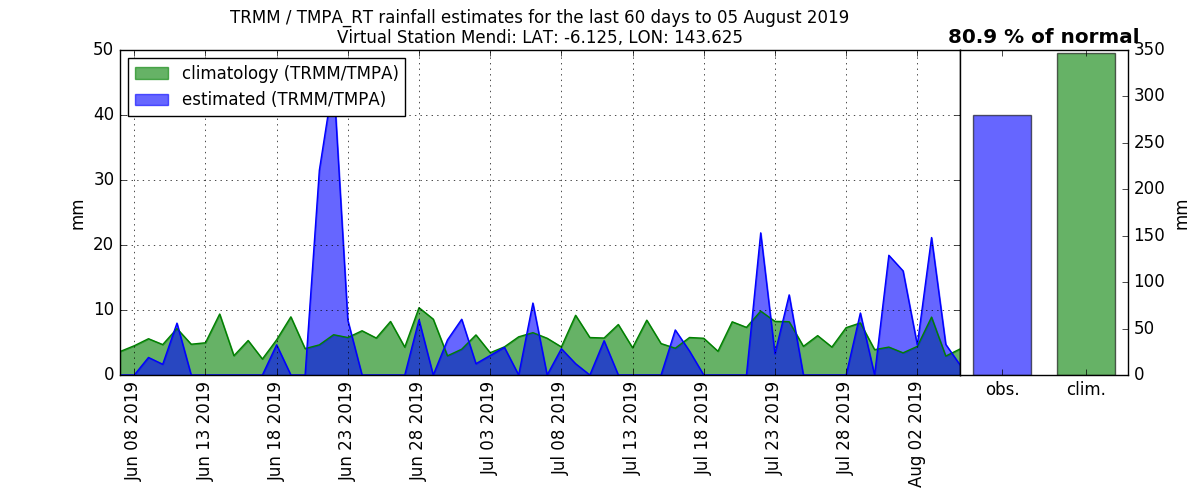 TRMM / TMPA_RT rainfall estimates for the last 60 days to 05 August 2019
Virtual Station Mendi: LAT: -6.125, LON: 143.625
80.9 % of normal
climatology (TRMM/TMPA)
estimated (TRMM/TMPA)
50
40
30
20
10
0
mm
Jun 08 2019
Jun 13 2019
Jun 18 2019
Jun 23 2019
Jun 28 2019
Jul 03 2019
Jul 08 2019
Jul 13 2019
Jul 18 2019
Jul 23 2019
Jul 28 2019
Aug 02 2019
obs.
clim.
350
300
250
200
150
100
50
0
mm